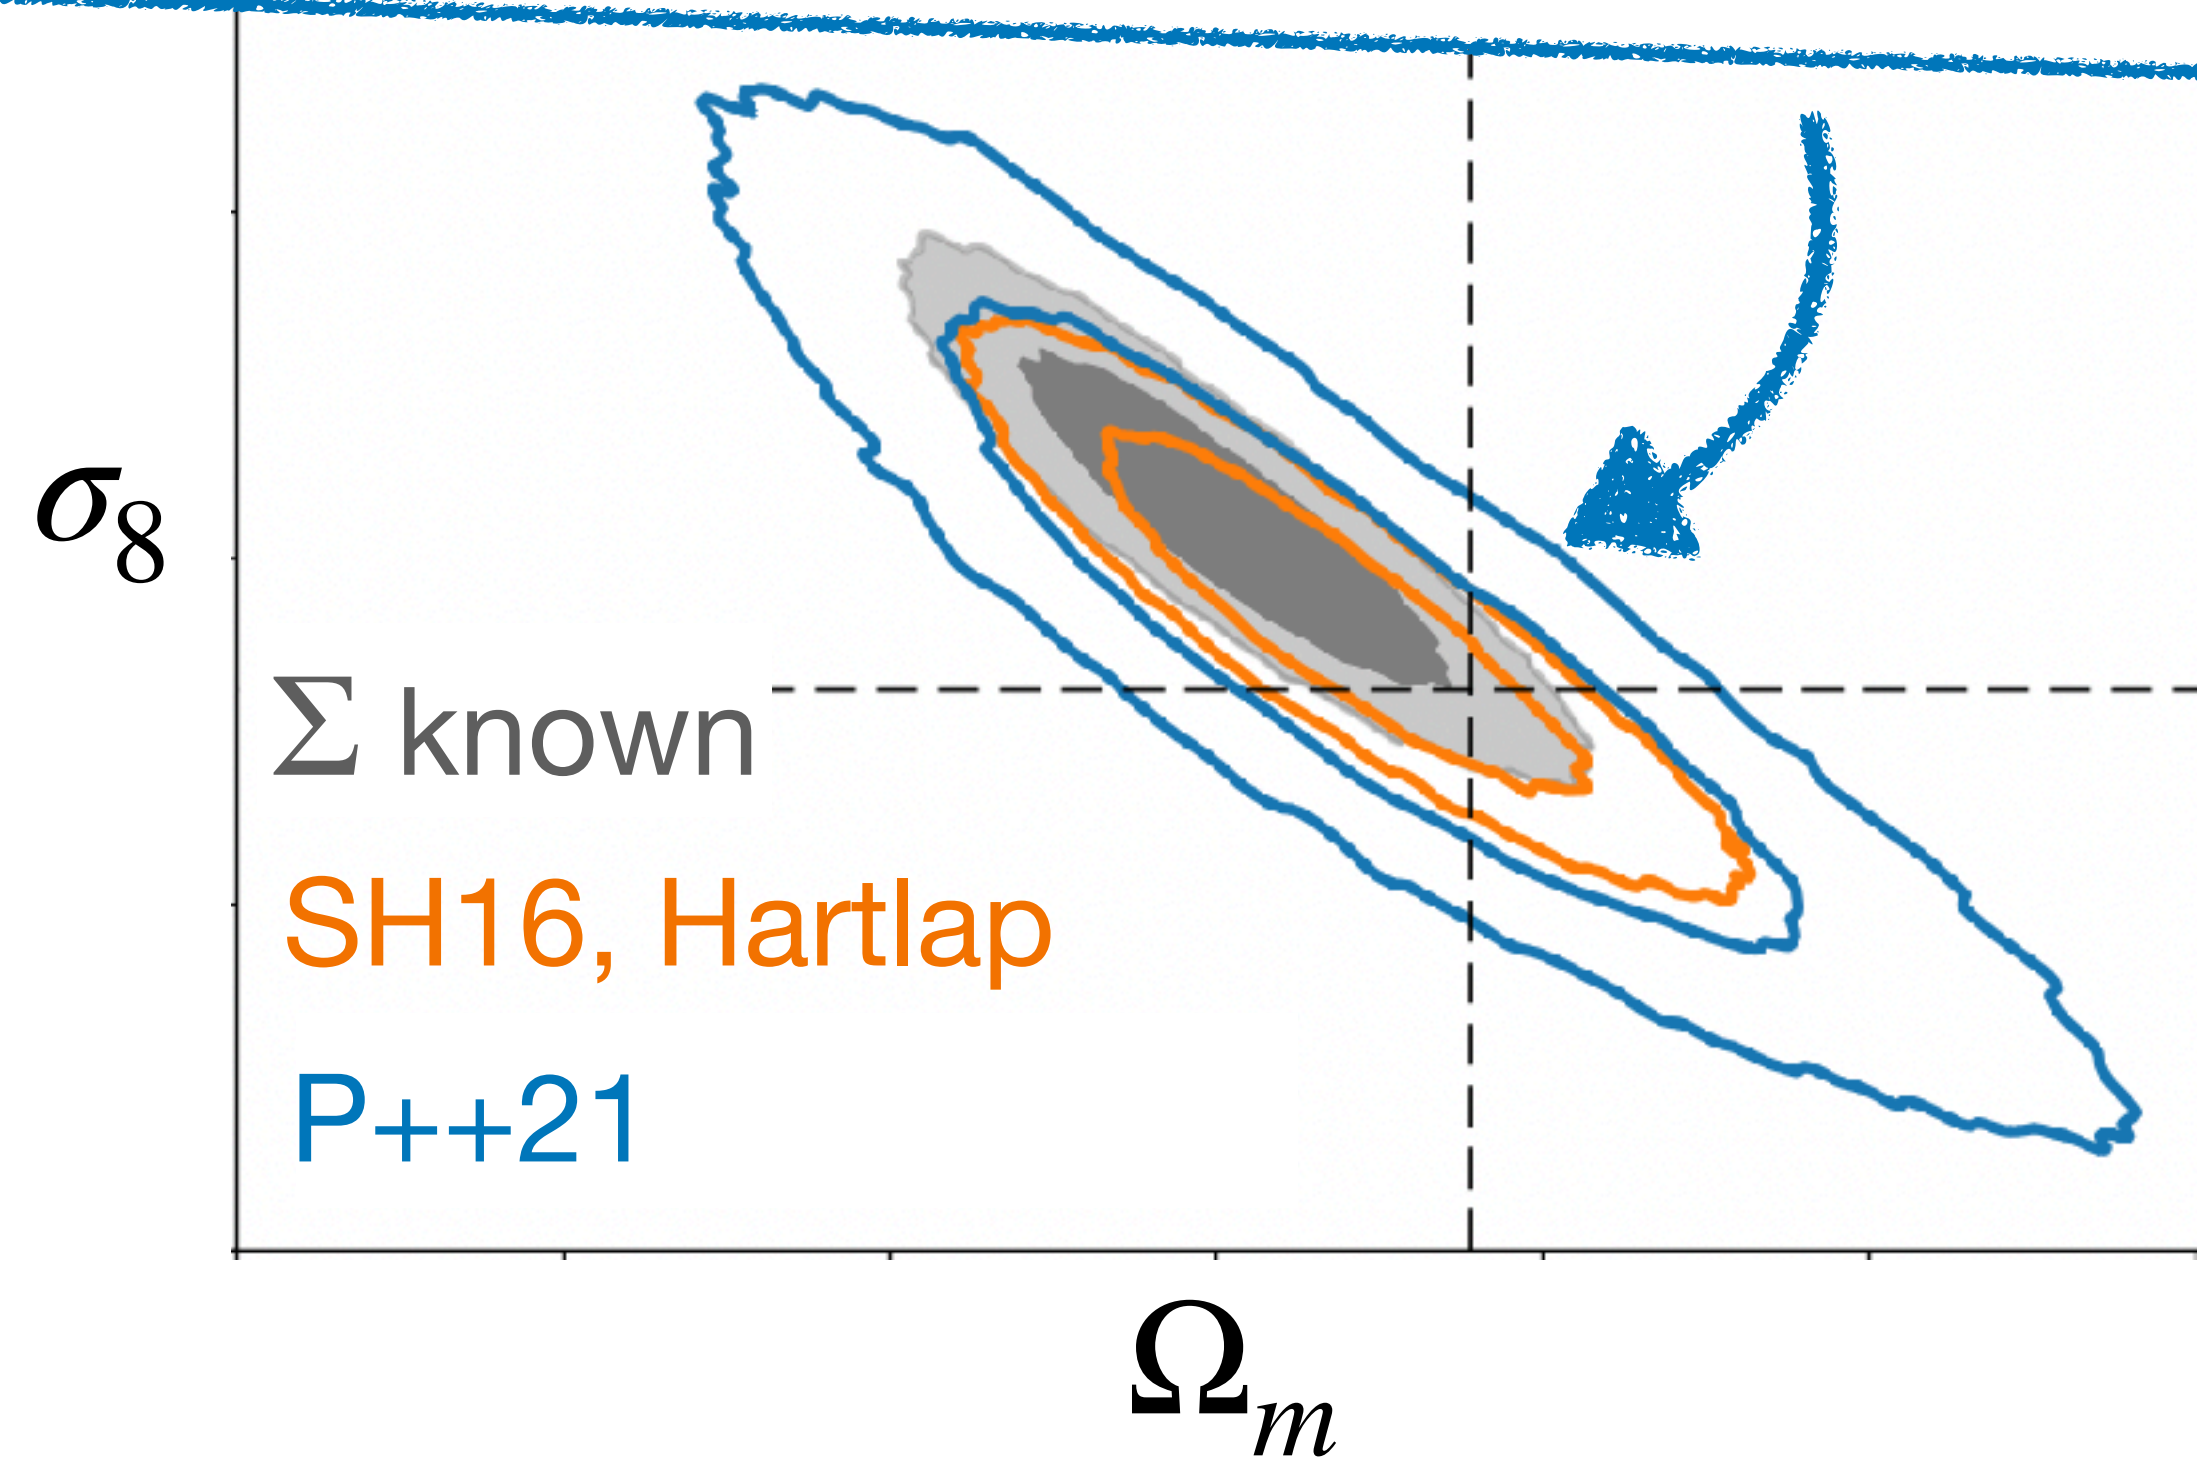 σ₈
Σ known
SH16, Hartlap
P++21
Ωₘ